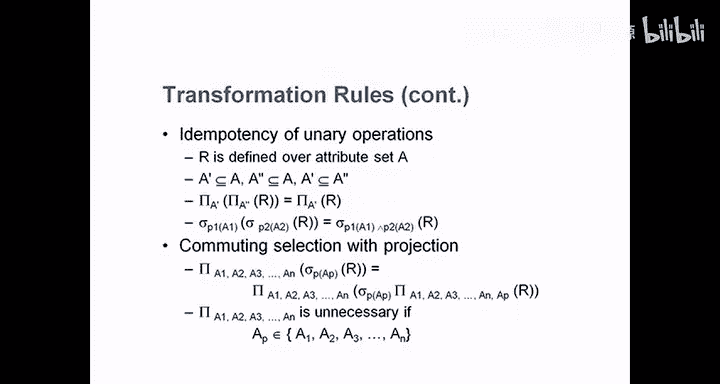 bilibili
Transformation Rules (cont.)
• Idempotency of unary operations
– R is defined over attribute set A
– A' ⊆ A, A" ⊆ A, A' ⊆ A"
– Π A' (Π A" (R)) = Π A' (R)
– σ p1(A1) (σ p2(A2) (R)) = σ p1(A1) ∧p2(A2) (R)
• Commuting selection with projection
– Π A1, A2, A3, …, An (σ p(Ap) (R)) =
Π A1, A2, A3, …, An (σ p(Ap) Π A1, A2, A3, …, An, Ap (R))
– Π A1, A2, A3, …, An is unnecessary if
Ap ∈ { A1, A2, A3, …, An}